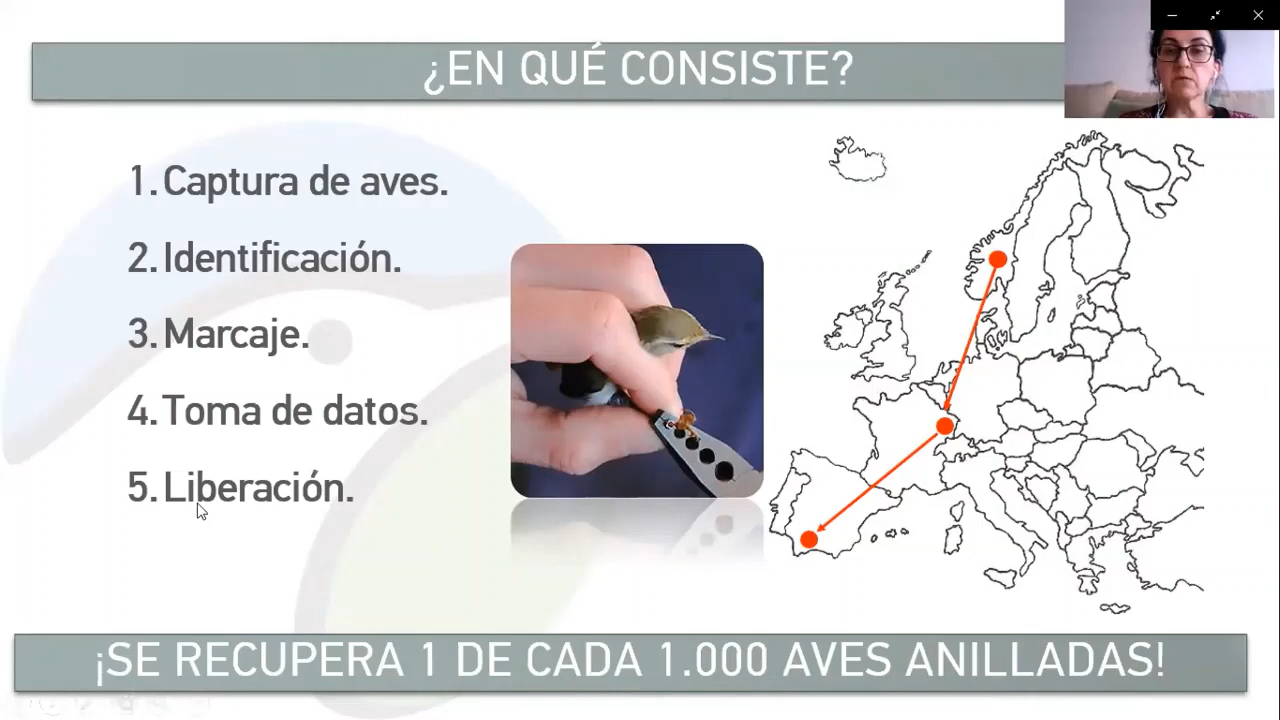 ¿EN QUÉ CONSISTE?
1. Captura de aves.
2. Identificación.
3. Marcaje.
4. Toma de datos.
5. Liberación.
¡SE RECUPERA 1 DE CADA 1.000 AVES ANILLADAS!